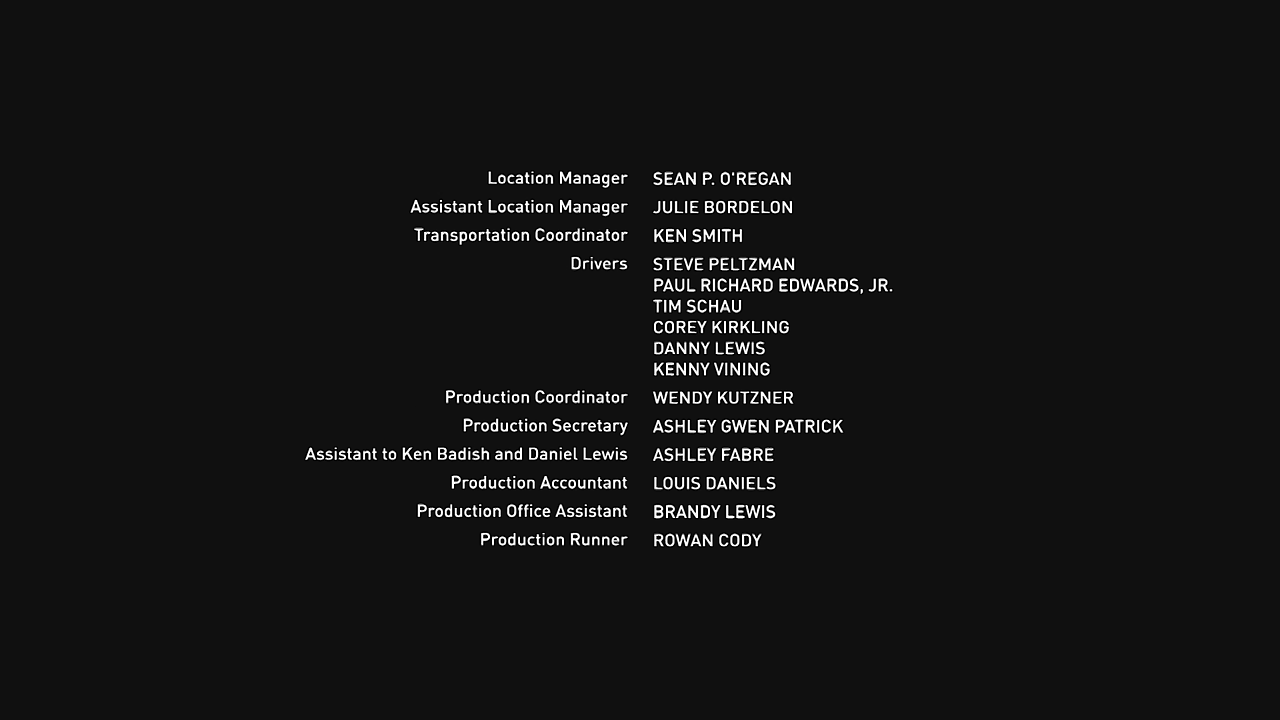 Location Manager SEAN P. O'REGAN
Assistant Location Manager JULIE BORDELON
Transportation Coordinator KEN SMITH
Drivers STEVE PELTZMAN
PAUL RICHARD EDWARDS, JR.
TIM SCHAU
COREY KIRKLING
DANNY LEWIS
KENNY VINING
Production Coordinator WENDY KUTZNER
Production Secretary ASHLEY GWEN PATRICK
Assistant to Ken Badish and Daniel Lewis ASHLEY FABRE
Production Accountant LOUIS DANIELS
Production Office Assistant BRANDY LEWIS
Production Runner ROWAN CODY